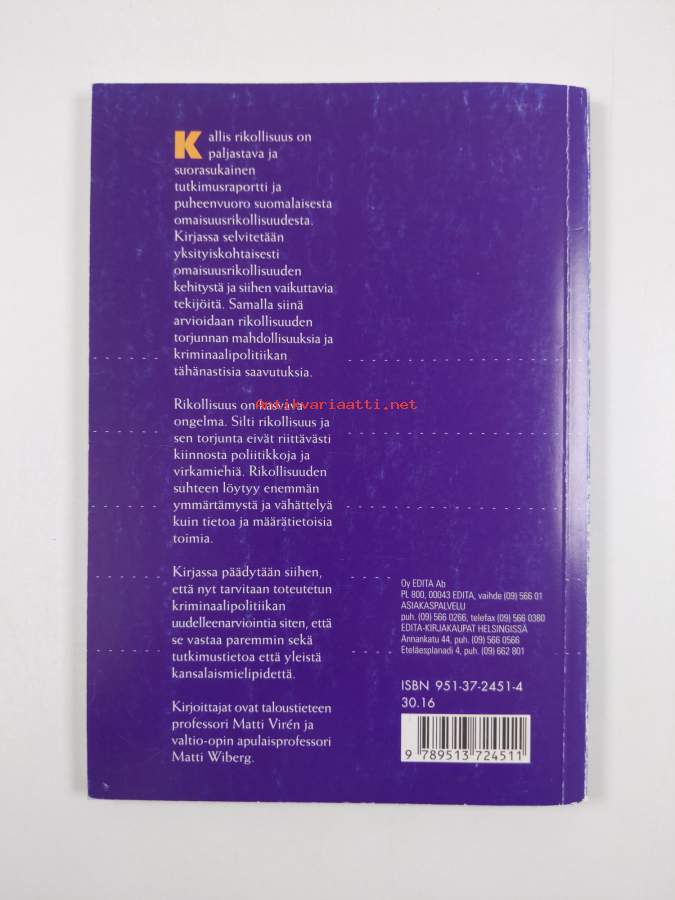 Kallis rikollisuus on
paljastava ja
suorasukainen
tutkimusraportti ja
puheenvuoro suomalaisesta
omaisuusrikollisuudesta.
Kirjassa selvitetään
yksityiskohtaisesti
omaisuusrikollisuuden
kehitystä ja siihen vaikuttavia
tekijöitä. Samalla siinä
arvioidaan rikollisuuden
torjunnan mahdollisuuksia ja
kriminaalipolitiikan
tähänastisia saavutuksia.
Rikollisuus on kasvava
Antikvariaatti.net
ongelma. Silti rikollisuus ja
sen torjunta eivät riittävästi
kiinnosta poliitikkoja ja
virkamiehiä. Rikollisuuden
suhteen löytyy enemmän
ymmärtämystä ja vähättelyä
kuin tietoa ja määrätietoisia
toimia.
Kirjassa päädytään siihen,
että nyt tarvitaan toteutetun
kriminaalipolitiikan
uudelleenarviointia siten, että
se vastaa paremmin sekä
tutkimustietoa että yleistä
kansalaismielipidettä.
Kirjoittajat ovat taloustieteen
professori Matti Virén ja
valtio-opin apulaisprofessori
Matti Wiberg.
Oy EDITA Ab
PL 800, 00043 EDITA, vaihde (09) 566 01
ASIAKASPALVELU
puh. (09) 566 0266, telefax (09) 566 0380
EDITA-KIRJAKAUPAT HELSINGISSÄ
Annankatu 44, puh. (09) 566 0566
Eteläesplanadi 4, puh. (09) 662 801
ISBN 951-37-2451-4
30.16
9 789513 724511